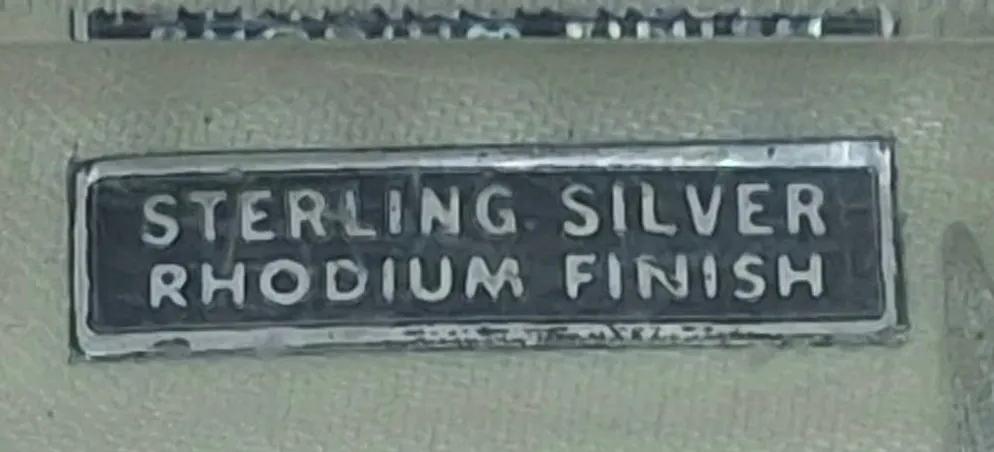 STERLING SILVER
RHODIUM FINISH